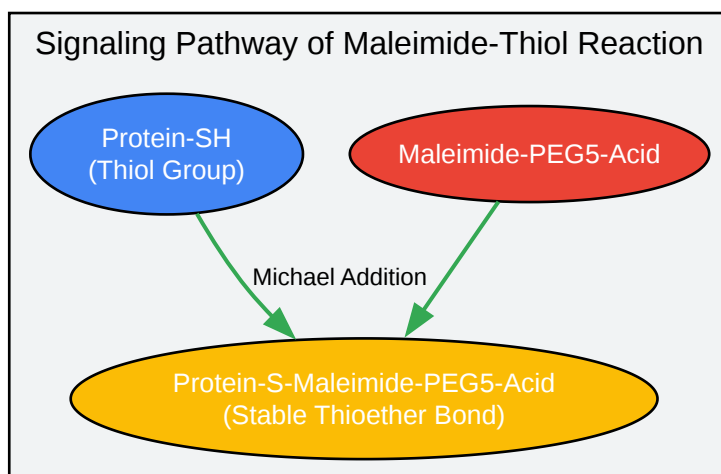 Signaling Pathway of Maleimide-Thiol Reaction
Protein-SH
(Thiol Group)
Maleimide-PEG5-Acid
Michael Addition
Protein-S-Maleimide-PEG5-Acid
(Stable Thioether Bond)